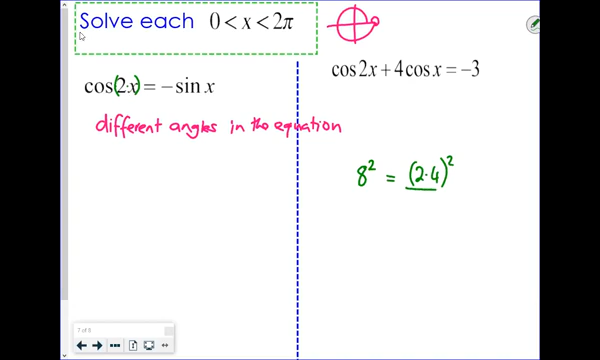 Solve each 0 < x < 2π
cos(2·x) = −sin x
different angles in the equation
cos 2x + 4 cos x = −3
8² = (2·4)²
7 of 8